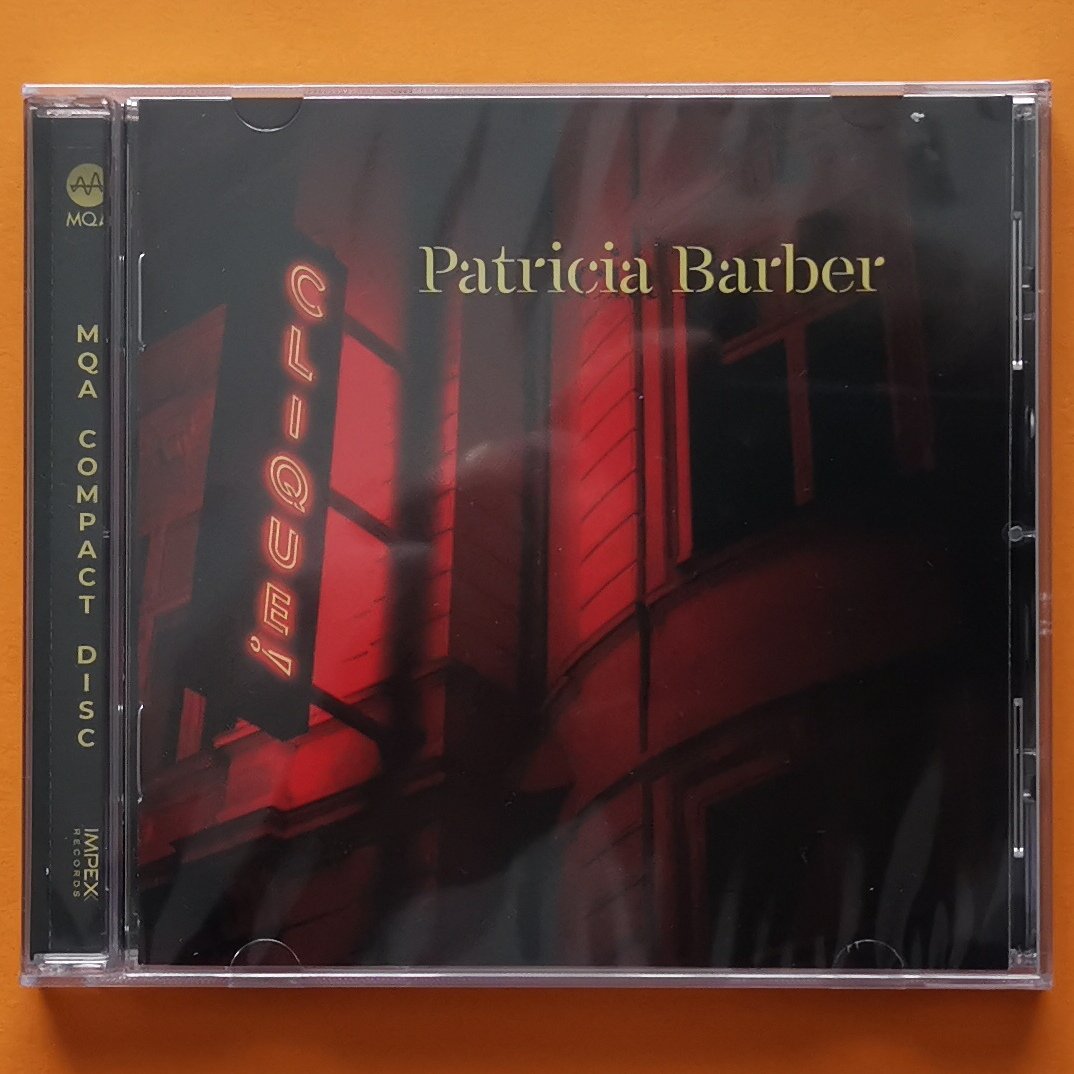 MQA
MQA COMPACT DISC
IMPEX
RECORDS
Patricia Barber
CLIQUE¡